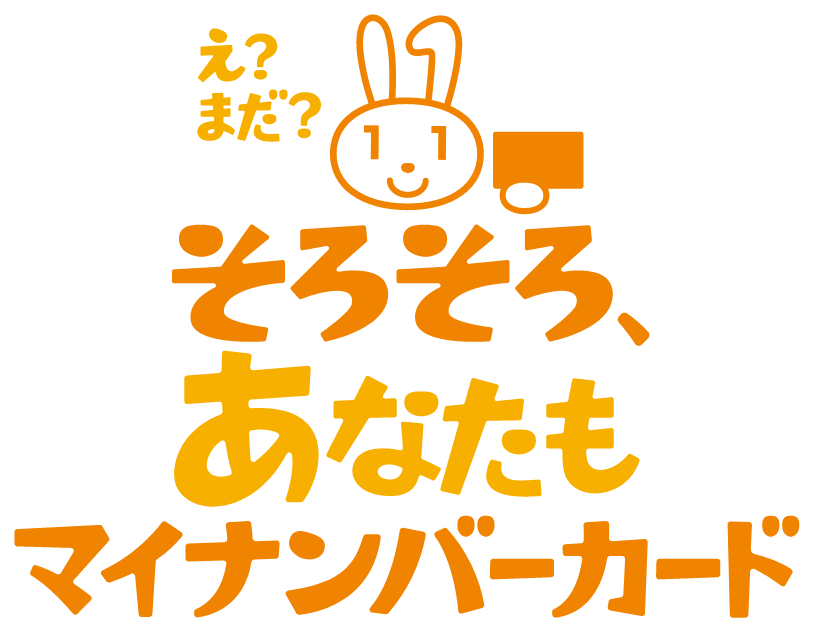 え？
まだ？
そろそろ、
あなたも
マイナンバーカード